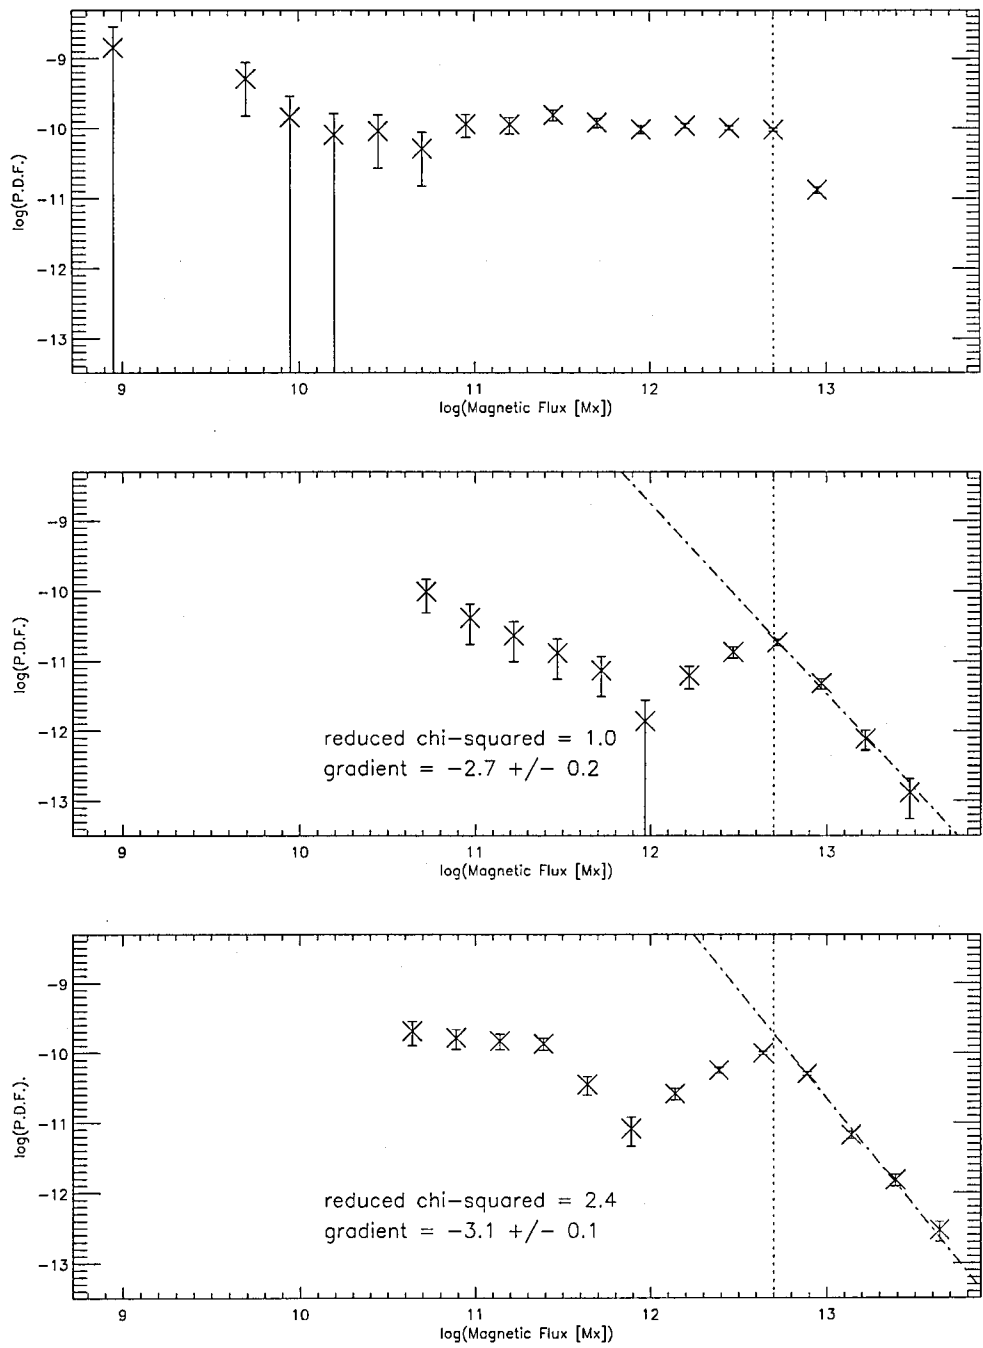 -9
-10
-11
-12
-13
log(P.D.F.)
9 10 11 12 13
log(Magnetic Flux [Mx])
-9
-10
-11
-12
-13
log(P.D.F.)
reduced chi-squared = 1.0
gradient = -2.7 +/- 0.2
9 10 11 12 13
log(Magnetic Flux [Mx])
-9
-10
-11
-12
-13
log(P.D.F.).
reduced chi-squared = 2.4
gradient = -3.1 +/- 0.1
9 10 11 12 13
log(Magnetic Flux [Mx])